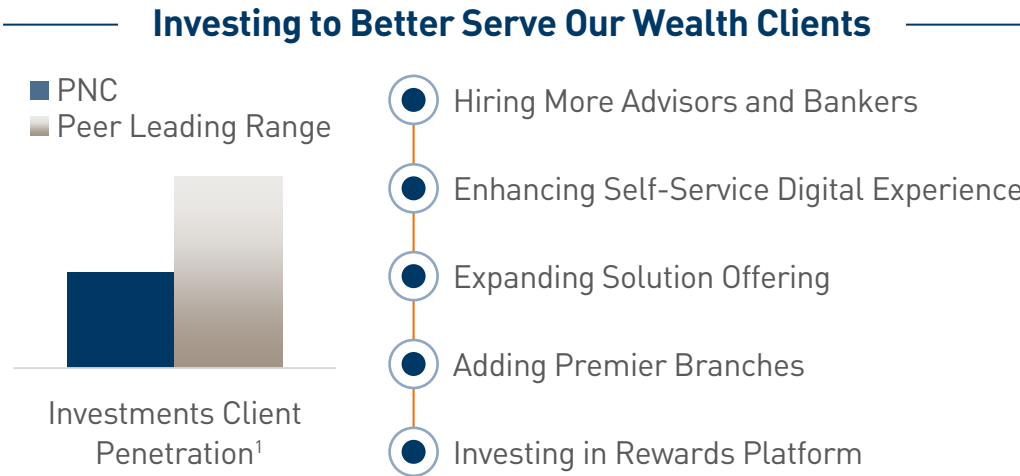 Investing to Better Serve Our Wealth Clients
PNC
Peer Leading Range
Investments Client
Penetration¹
Hiring More Advisors and Bankers
Enhancing Self-Service Digital Experience
Expanding Solution Offering
Adding Premier Branches
Investing in Rewards Platform